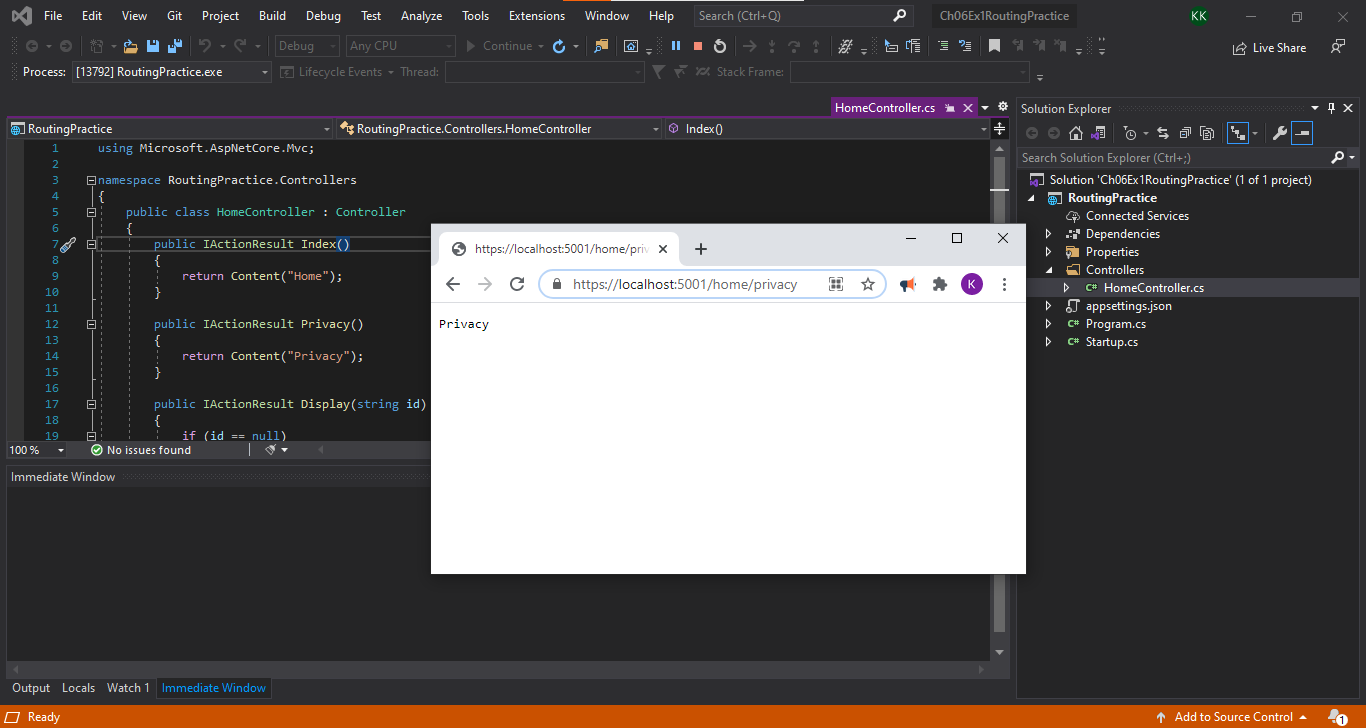 File Edit View Git Project Build Debug Test Analyze Tools Extensions Window Help Search (Ctrl+Q) Ch06Ex1RoutingPractice KK
Debug Any CPU Continue Live Share
Process: [13792] RoutingPractice.exe Lifecycle Events Thread: Stack Frame:
HomeController.cs
RoutingPractice RoutingPractice.Controllers.HomeController Index()
1 using Microsoft.AspNetCore.Mvc;
2
3 namespace RoutingPractice.Controllers
4 {
5 public class HomeController : Controller
6 {
7 public IActionResult Index()
8 {
9 return Content("Home");
10 }
11
12 public IActionResult Privacy()
13 {
14 return Content("Privacy");
15 }
16
17 public IActionResult Display(string id)
18 {
19 if (id == null)
100 % No issues found
Immediate Window
Output Locals Watch 1 Immediate Window
https://localhost:5001/home/priv
https://localhost:5001/home/privacy K
Privacy
Solution Explorer
Search Solution Explorer (Ctrl+;)
Solution 'Ch06Ex1RoutingPractice' (1 of 1 project)
RoutingPractice
Connected Services
Dependencies
Properties
Controllers
C# HomeController.cs
appsettings.json
C# Program.cs
C# Startup.cs
Ready Add to Source Control 1